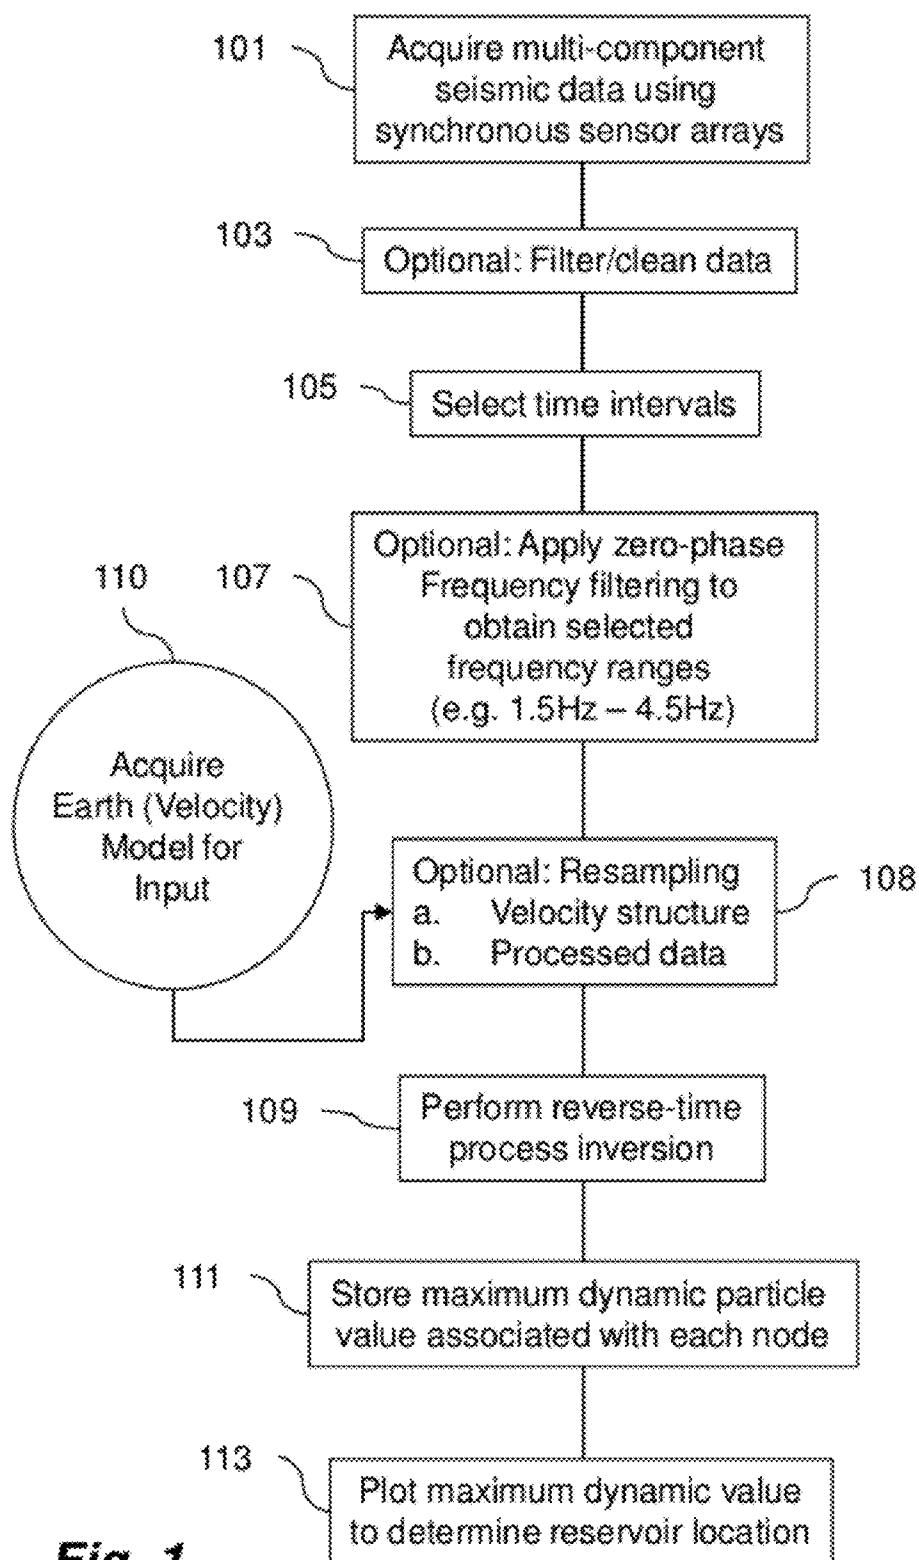 101
Acquire multi-component
seismic data using
synchronous sensor arrays
103
Optional: Filter/clean data
105
Select time intervals
107
Optional: Apply zero-phase
Frequency filtering to
obtain selected
frequency ranges
(e.g. 1.5Hz – 4.5Hz)
110
Acquire
Earth (Velocity)
Model for
Input
108
Optional: Resampling
a. Velocity structure
b. Processed data
109
Perform reverse-time
process inversion
111
Store maximum dynamic particle
value associated with each node
113
Plot maximum dynamic value
to determine reservoir location
Fig. 1